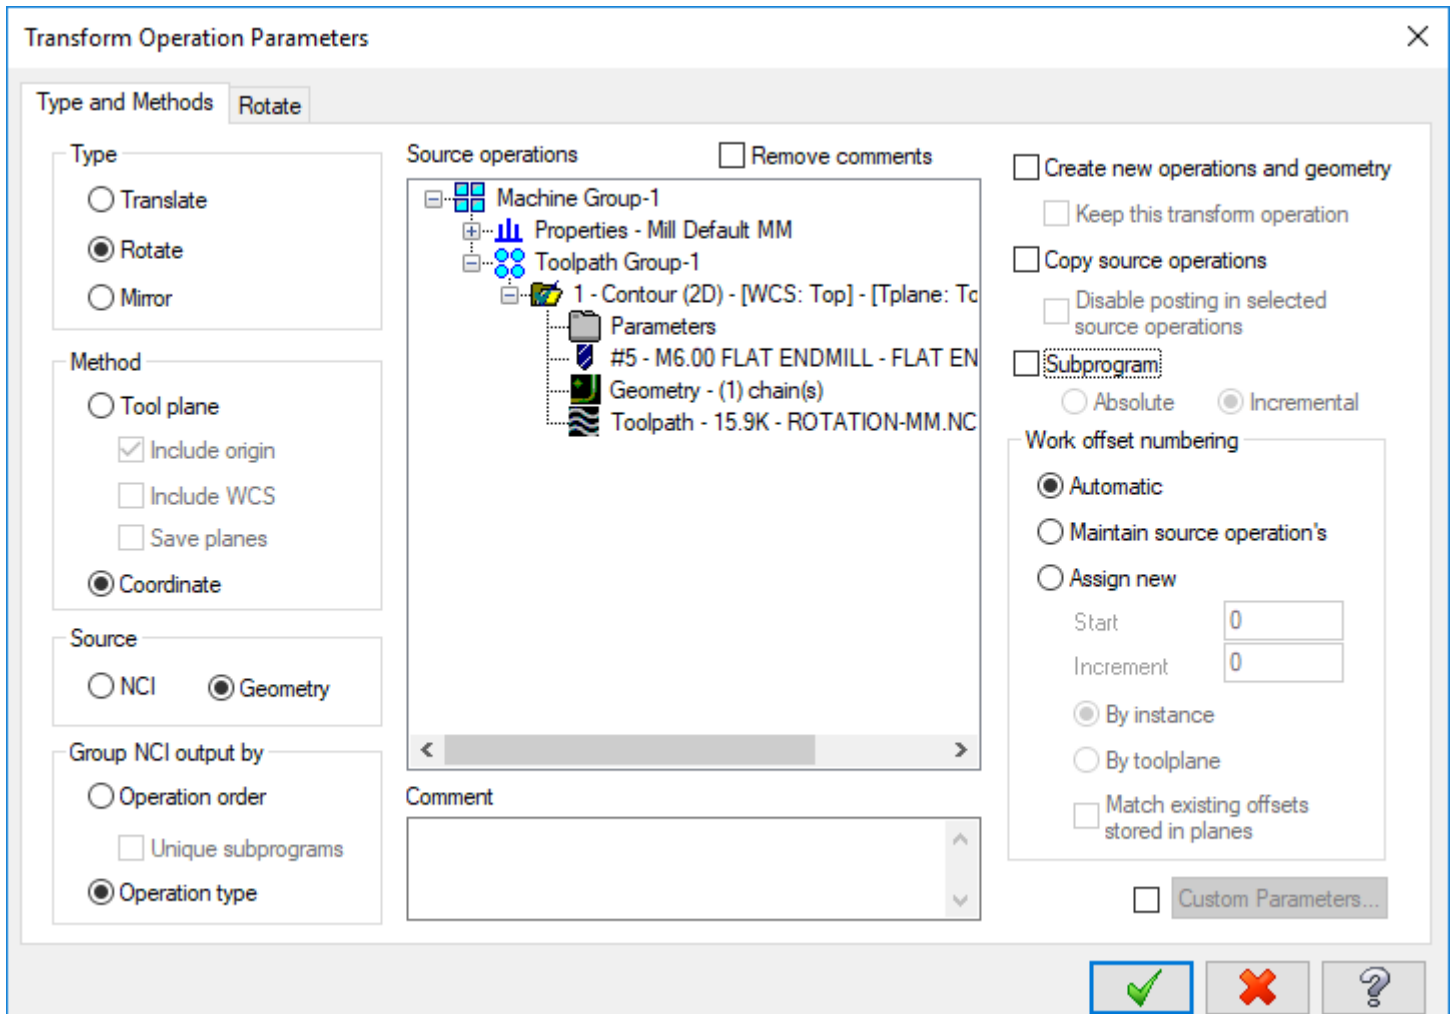 Transform Operation Parameters
Type and Methods
Rotate
Type
Translate
Rotate
Mirror
Method
Tool plane
Include origin
Include WCS
Save planes
Coordinate
Source
NCI
Geometry
Group NCI output by
Operation order
Unique subprograms
Operation type
Source operations
Remove comments
Machine Group-1
Properties - Mill Default MM
Toolpath Group-1
1 - Contour (2D) - [WCS: Top] - [Tplane: To
Parameters
#5 - M6.00 FLAT ENDMILL - FLAT EN
Geometry - (1) chain(s)
Toolpath - 15.9K - ROTATION-MM.NC
Comment
Create new operations and geometry
Keep this transform operation
Copy source operations
Disable posting in selected
source operations
Subprogram
Absolute
Incremental
Work offset numbering
Automatic
Maintain source operation's
Assign new
Start
0
Increment
0
By instance
By toolplane
Match existing offsets
stored in planes
Custom Parameters...